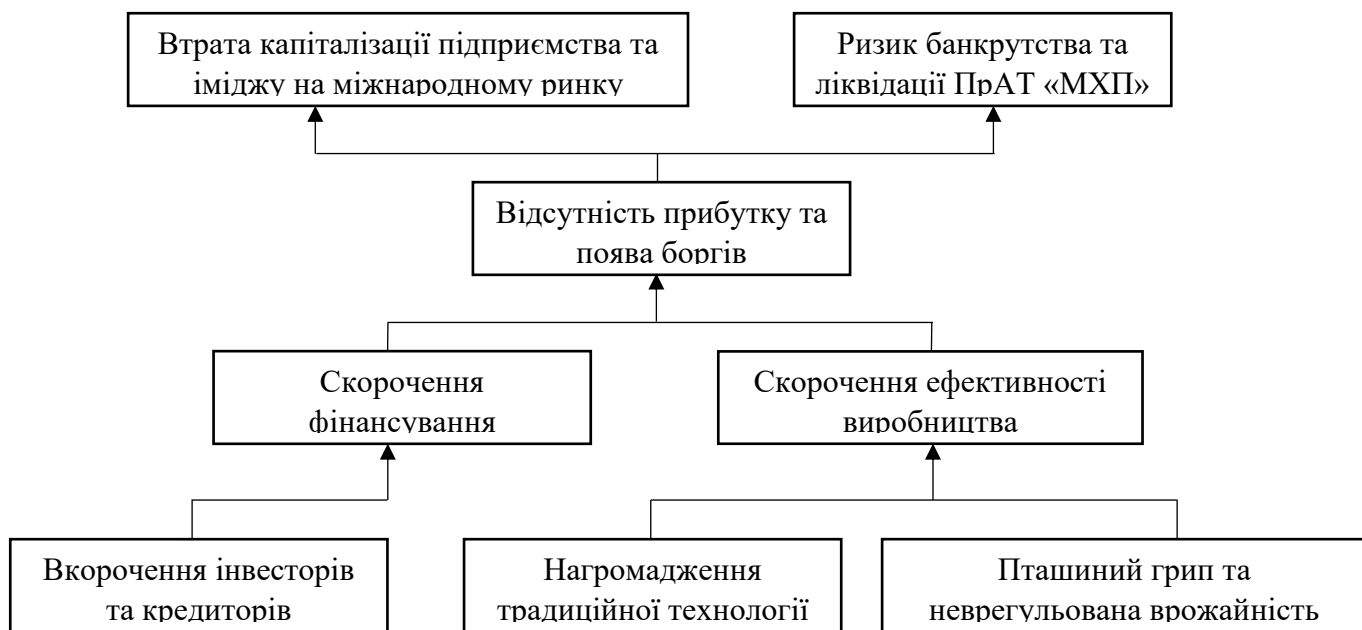 Втрата капіталізації підприємства та
іміджу на міжнародному ринку
Ризик банкрутства та
ліквідації ПрАТ «МХП»
Відсутність прибутку та
поява боргів
Скорочення
фінансування
Скорочення ефективності
виробництва
Вкорочення інвесторів
та кредиторів
Нагромадження
традиційної технології
Пташиний грип та
неврегульована врожайність